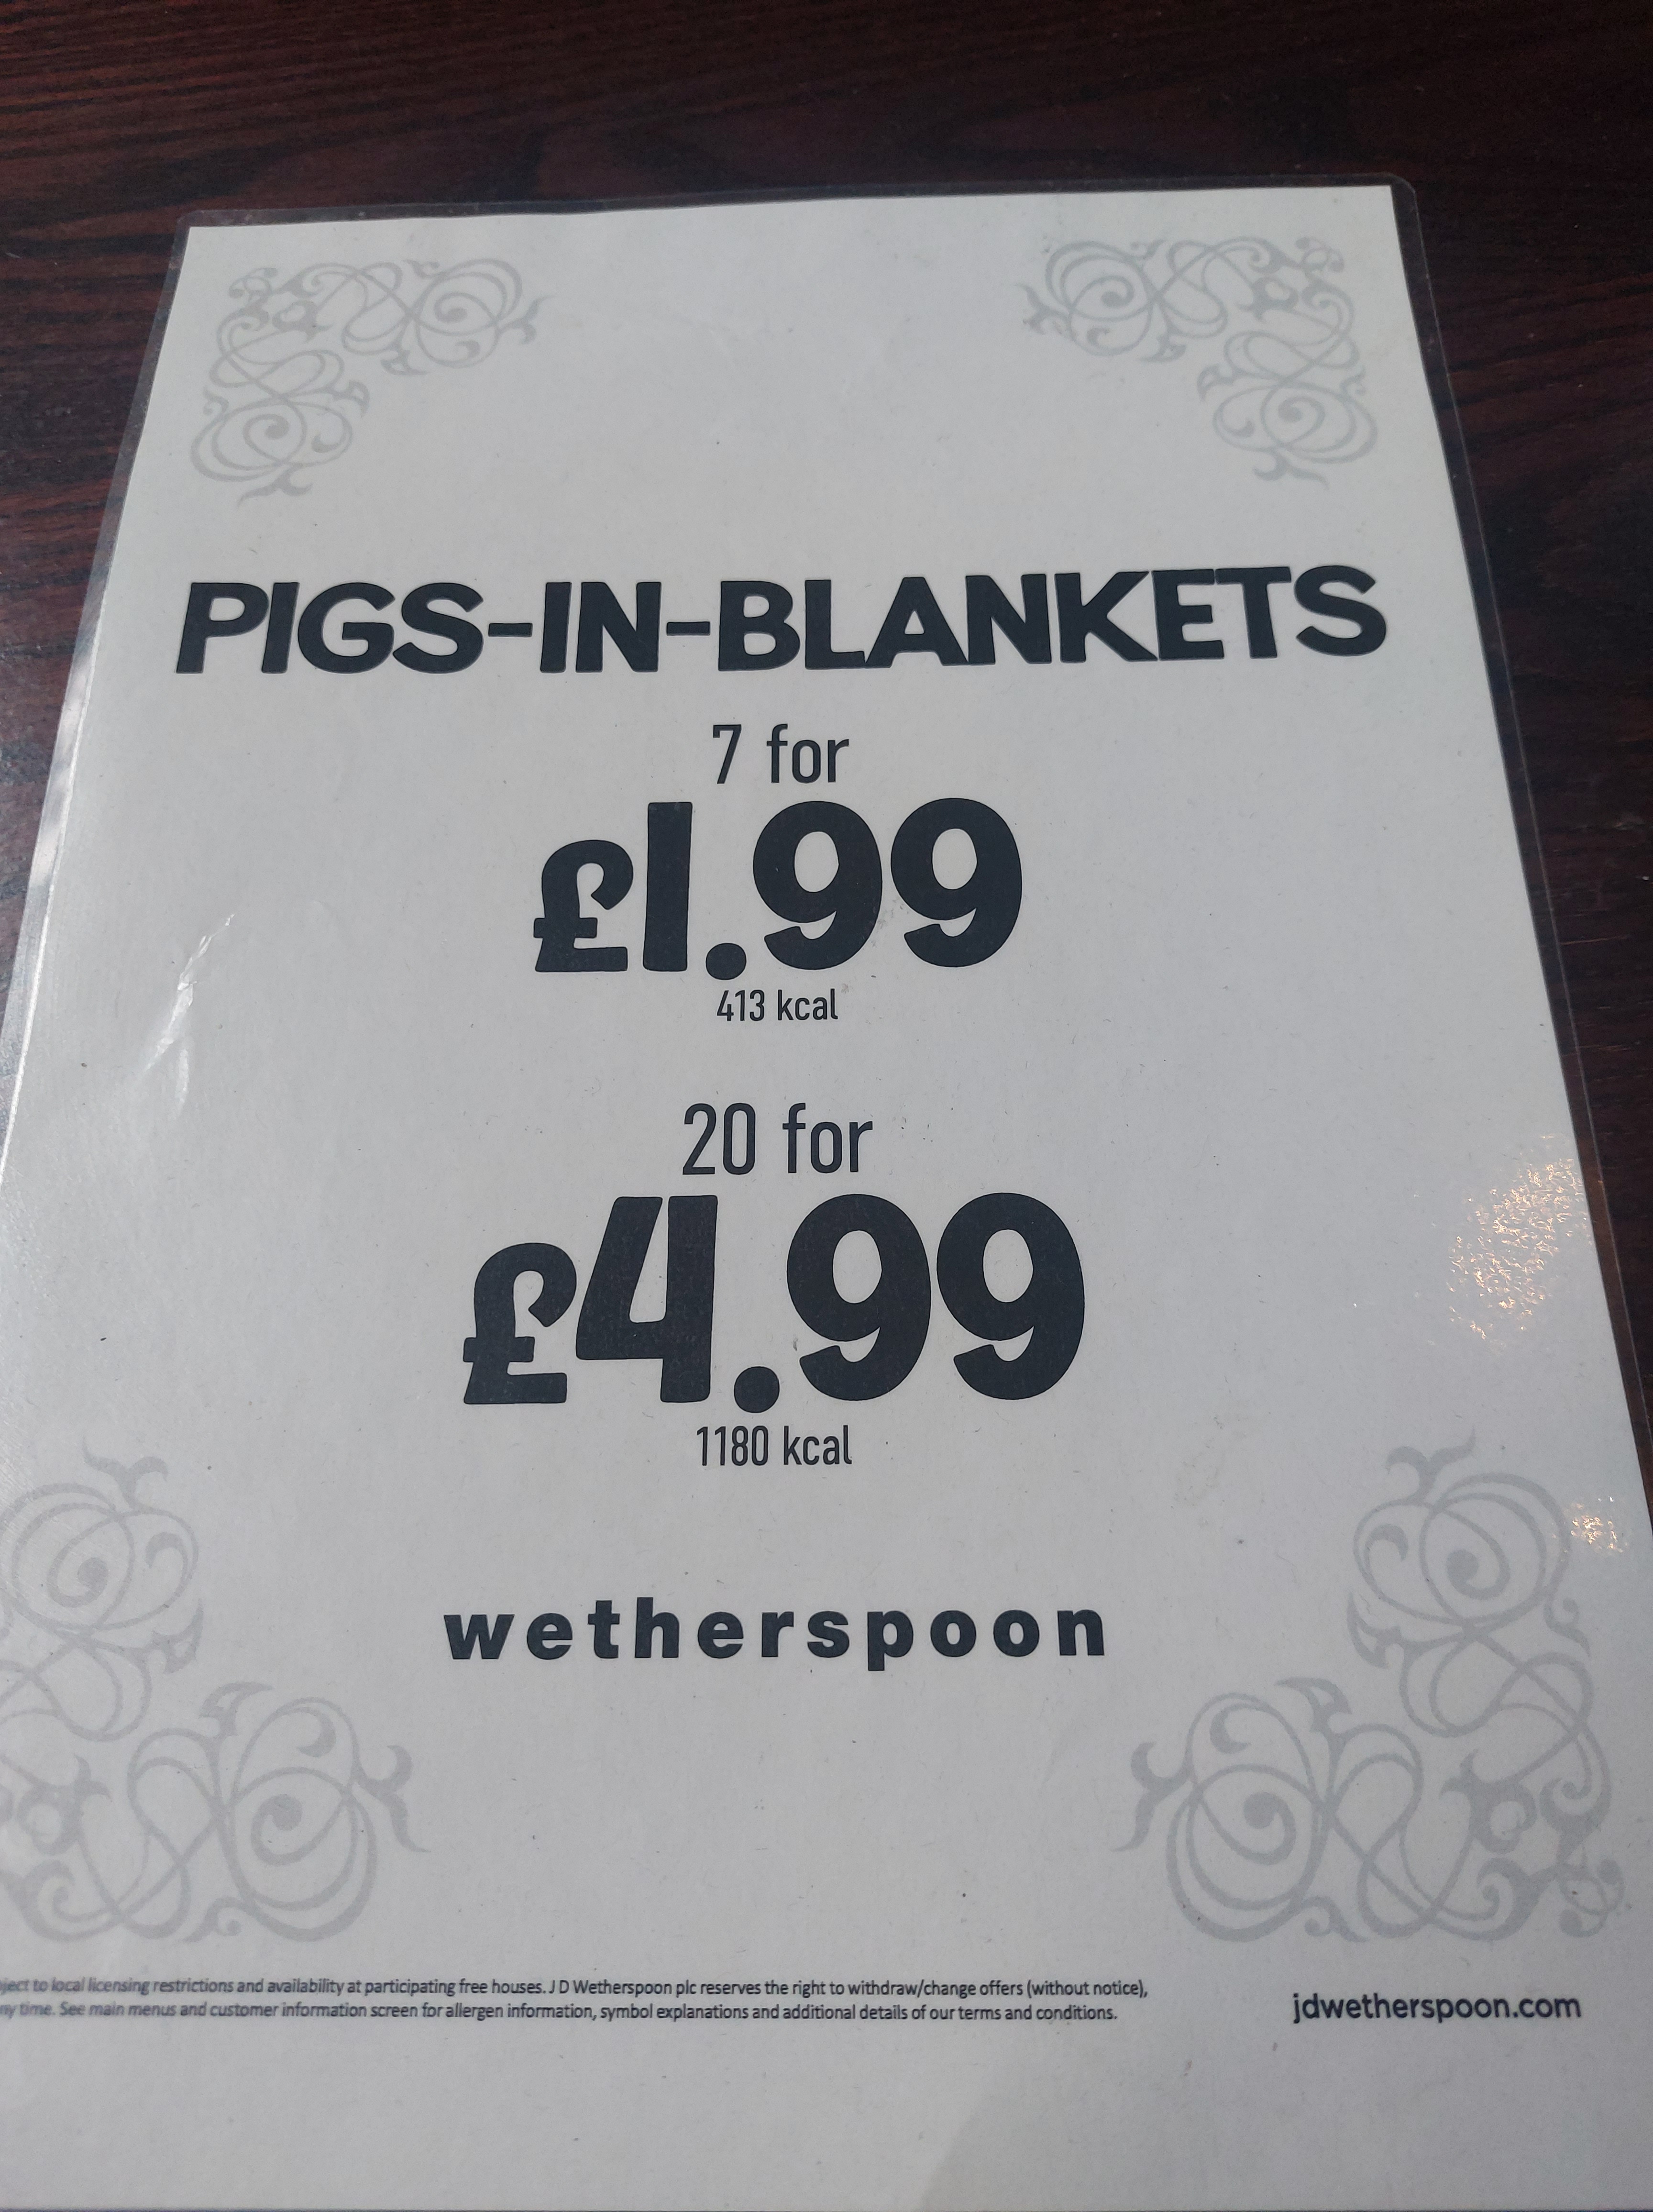 PIGS-IN-BLANKETS
7 for
£1.99
413 kcal
20 for
£4.99
1180 kcal
wetherspoon
to local licensing restrictions and availability at participating free houses. J D Wetherspoon plc reserves the right to withdraw/change offers (without notice),
time. See main menus and customer information screen for allergen information, symbol explanations and additional details of our terms and conditions.
jdwetherspoon.com